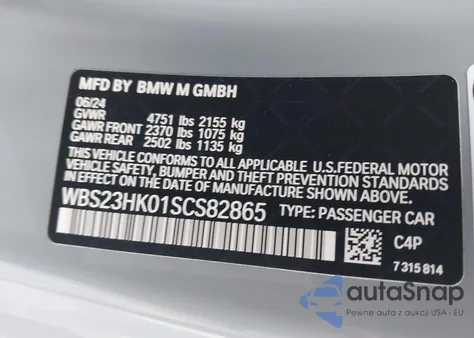 MFD BY BMW M GMBH
06/24
GVWR 4751 lbs 2155 kg
GAWR FRONT 2370 lbs 1075 kg
GAWR REAR 2502 lbs 1135 kg
THIS VEHICLE CONFORMS TO ALL APPLICABLE U.S.FEDERAL MOTOR
VEHICLE SAFETY, BUMPER AND THEFT PREVENTION STANDARDS
IN EFFECT ON THE DATE OF MANUFACTURE SHOWN ABOVE.
WBS23HK01SCS82865 TYPE: PASSENGER CAR
C4P
7 315 814
autoSnap
Pewne auta z aukcji USA i EU